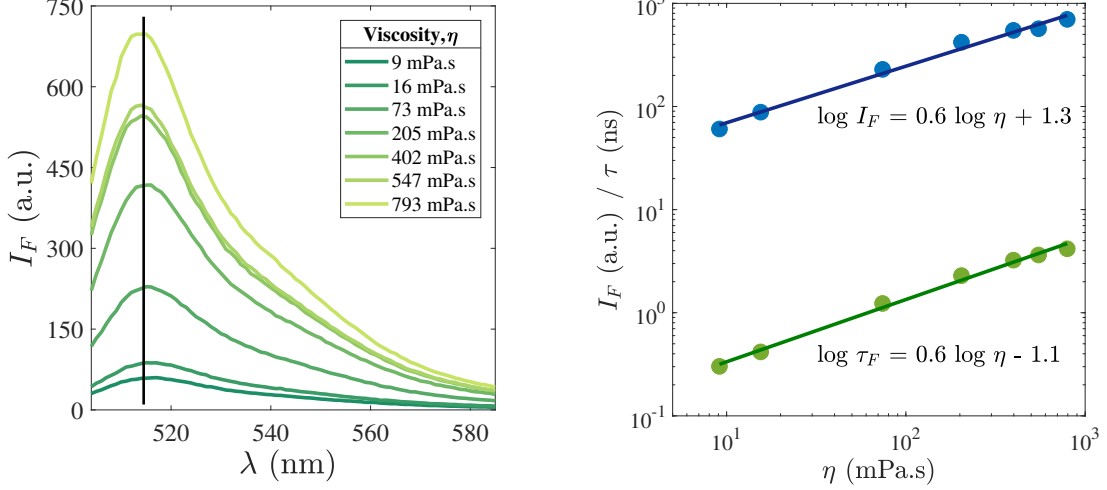 750
600
450
300
150
0
I_F (a.u.)
520
540
560
580
λ (nm)
Viscosity, η
9 mPa.s
16 mPa.s
73 mPa.s
205 mPa.s
402 mPa.s
547 mPa.s
793 mPa.s
10^3
10^2
10^1
10^0
10^-1
I_F (a.u.) / τ (ns)
log I_F = 0.6 log η + 1.3
log τ_F = 0.6 log η - 1.1
10^1
10^2
10^3
η (mPa.s)